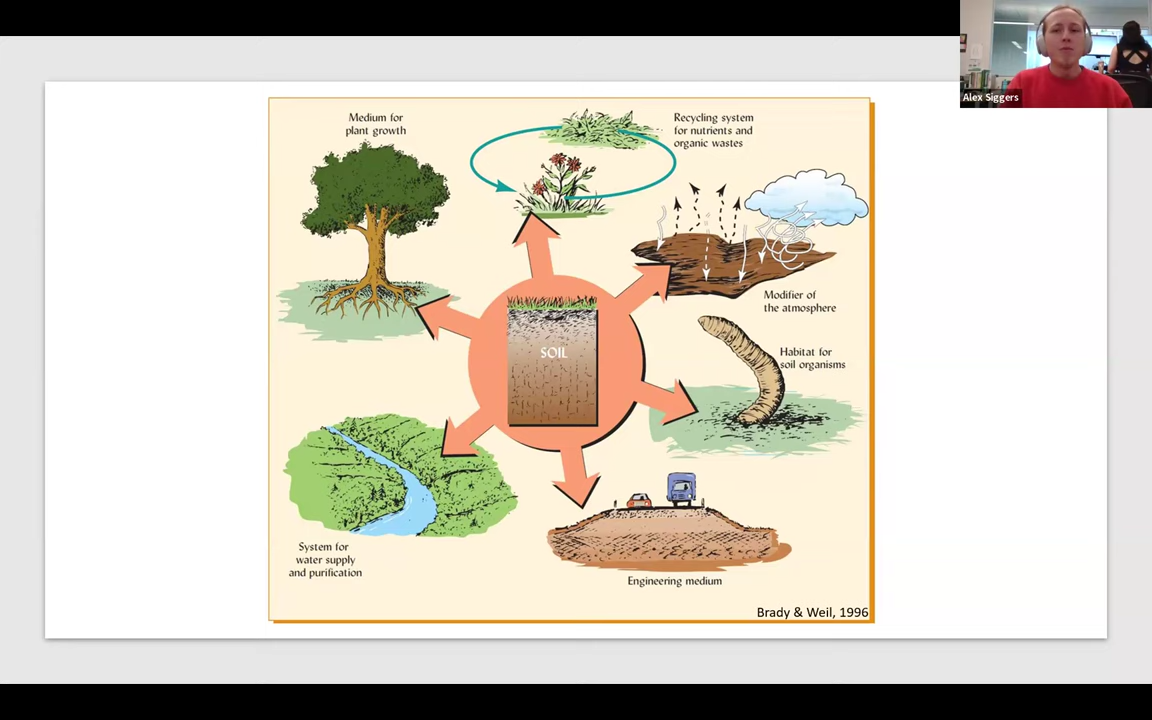 Alex Siggers
Medium for
plant growth
Recycling system
for nutrients and
organic wastes
Modifier of
the atmosphere
SOIL
Habitat for
soil organisms
System for
water supply
and purification
Engineering medium
Brady & Weil, 1996